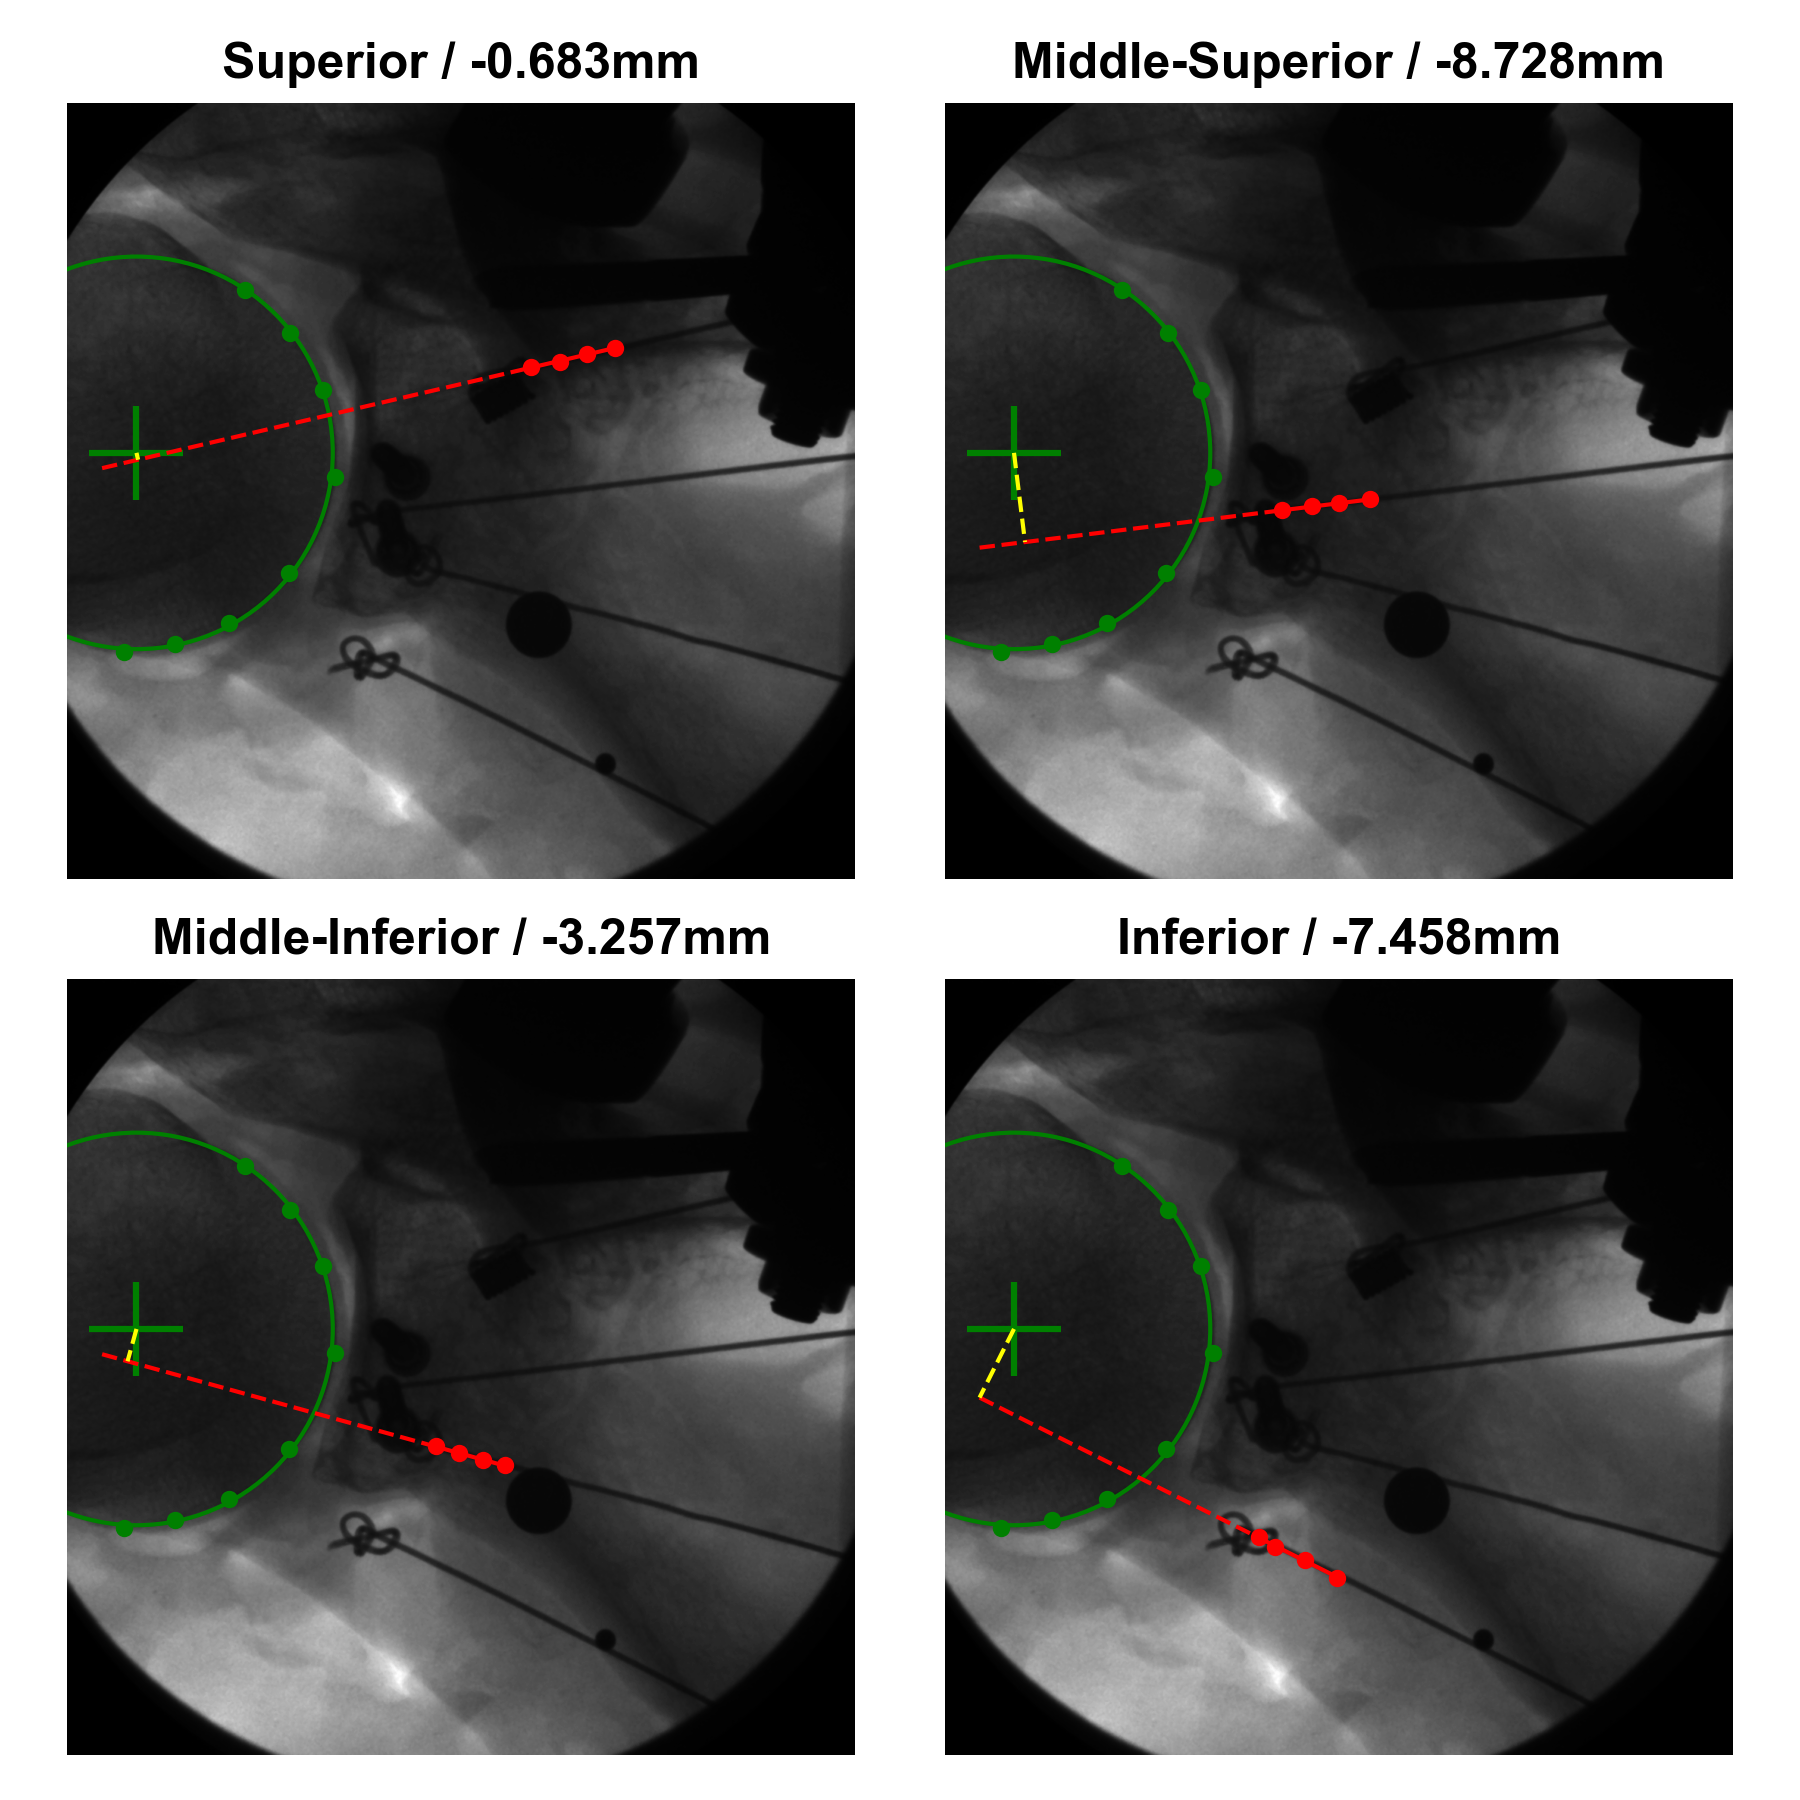 Superior / -0.683mm
Middle-Superior / -8.728mm
Middle-Inferior / -3.257mm
Inferior / -7.458mm